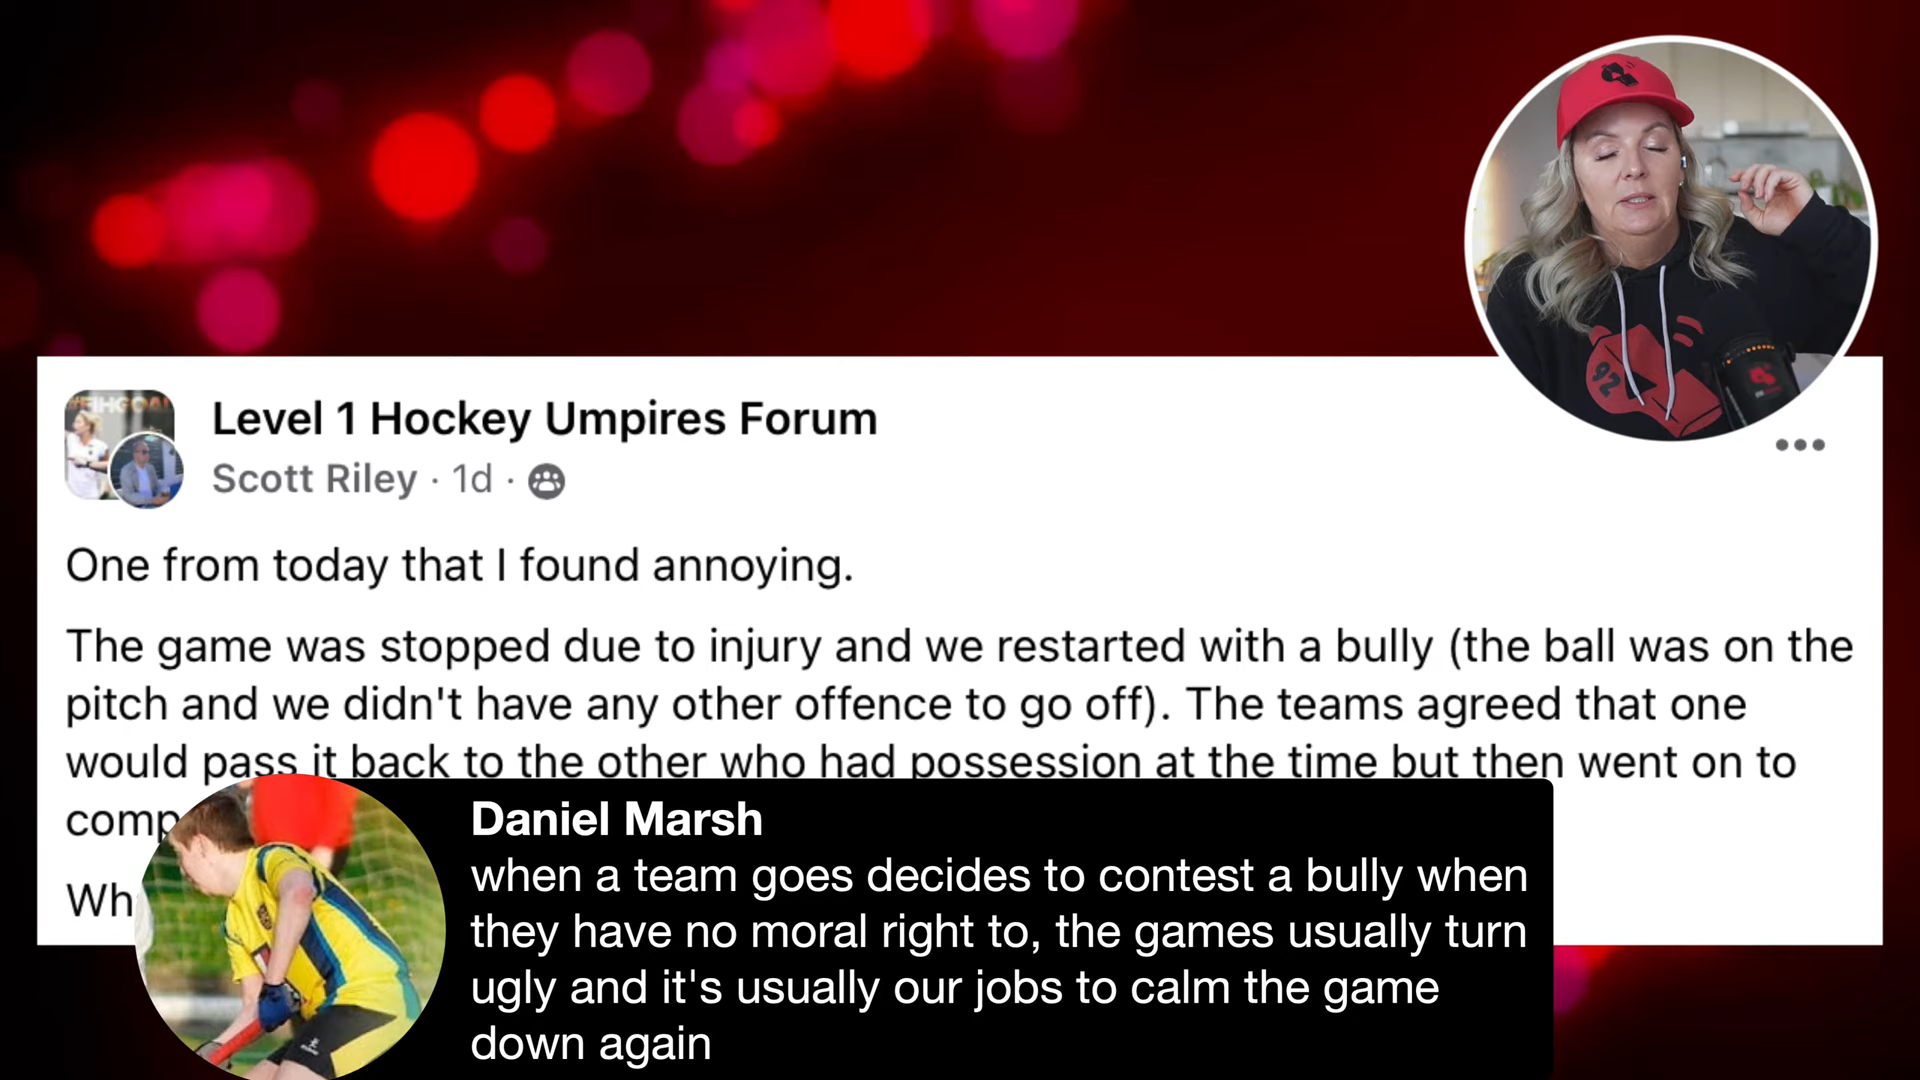 #FIHGOAL
Level 1 Hockey Umpires Forum
Scott Riley · 1d ·
One from today that I found annoying.
The game was stopped due to injury and we restarted with a bully (the ball was on the
pitch and we didn't have any other offence to go off). The teams agreed that one
would pass it back to the other who had possession at the time but then went on to
comp
Wh
Daniel Marsh
when a team goes decides to contest a bully when
they have no moral right to, the games usually turn
ugly and it's usually our jobs to calm the game
down again
92